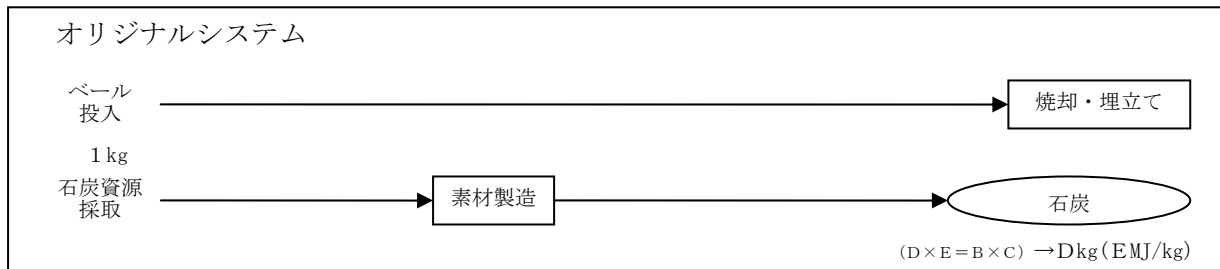 オリジナルシステム
ベール
投入
焼却・埋立て
1kg
石炭資源
採取
素材製造
石炭
(D×E=B×C) →Dkg(EMJ/kg)